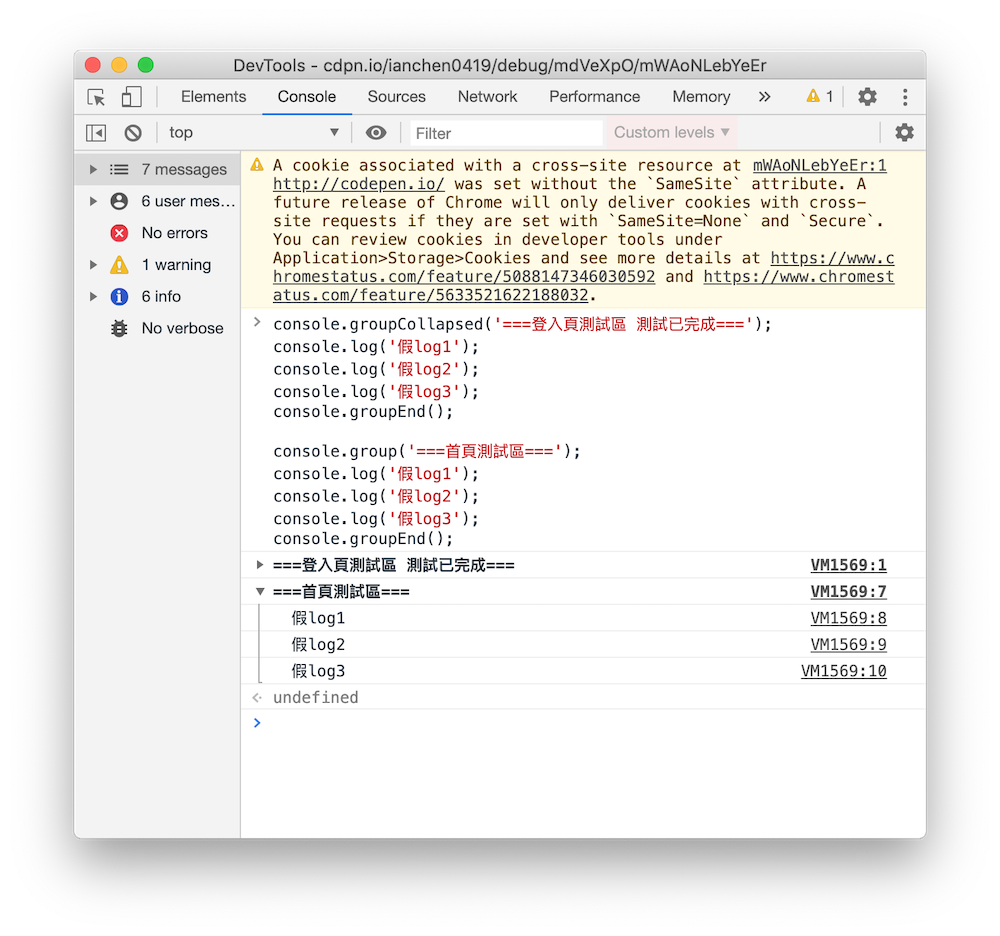 DevTools - cdpn.io/ianchen0419/debug/mdVeXpO/mWAoNLebYeEr
Elements Console Sources Network Performance Memory » 1
top ▼ Filter Custom levels ▼
7 messages
6 user mes…
No errors
1 warning
6 info
No verbose
A cookie associated with a cross-site resource at mWAoNLebYeEr:1
http://codepen.io/ was set without the `SameSite` attribute. A
future release of Chrome will only deliver cookies with cross-
site requests if they are set with `SameSite=None` and `Secure`.
You can review cookies in developer tools under
Application>Storage>Cookies and see more details at https://www.c
hromestatus.com/feature/5088147346030592 and https://www.chromest
atus.com/feature/5633521622188032.
console.groupCollapsed('===登入頁測試區 測試已完成===');
console.log('假log1');
console.log('假log2');
console.log('假log3');
console.groupEnd();
console.group('===首頁測試區===');
console.log('假log1');
console.log('假log2');
console.log('假log3');
console.groupEnd();
===登入頁測試區 測試已完成=== VM1569:1
===首頁測試區=== VM1569:7
假log1 VM1569:8
假log2 VM1569:9
假log3 VM1569:10
undefined